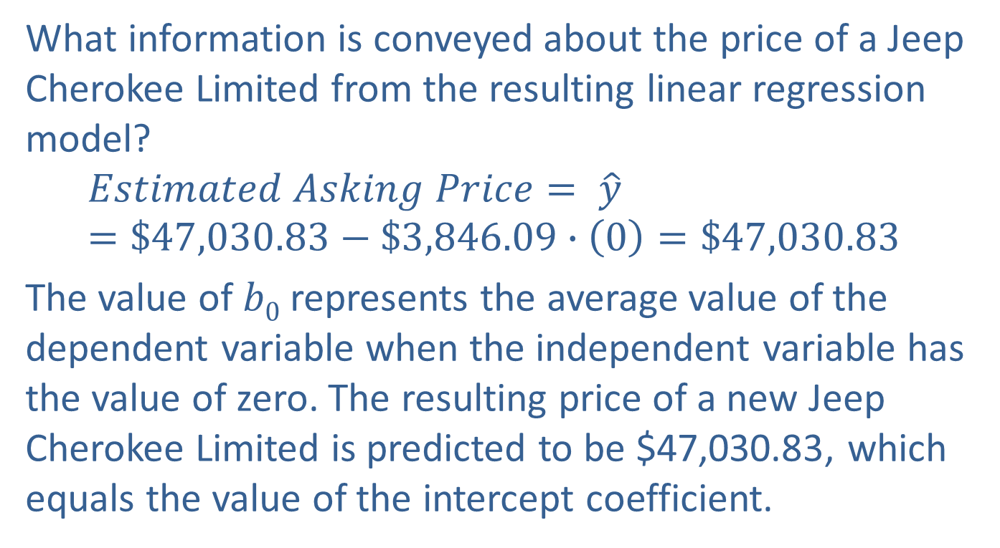 What information is conveyed about the price of a Jeep
Cherokee Limited from the resulting linear regression
model?
Estimated Asking Price = ŷ
= $47,030.83 − $3,846.09 · (0) = $47,030.83
The value of b₀ represents the average value of the
dependent variable when the independent variable has
the value of zero. The resulting price of a new Jeep
Cherokee Limited is predicted to be $47,030.83, which
equals the value of the intercept coefficient.